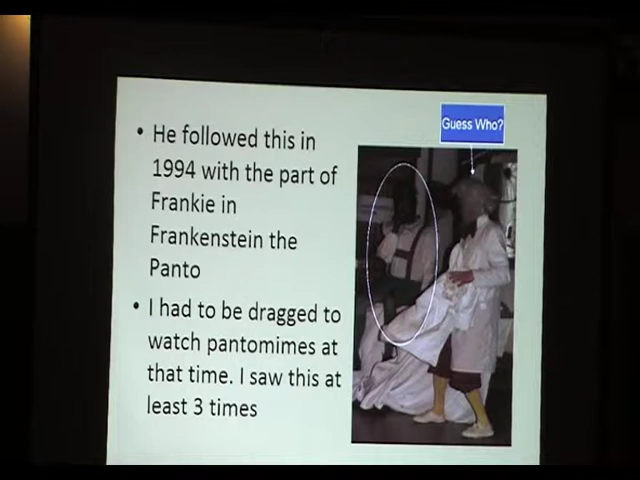 Guess Who?
• He followed this in
1994 with the part of
Frankie in
Frankenstein the
Panto
• I had to be dragged to
watch pantomimes at
that time. I saw this at
least 3 times